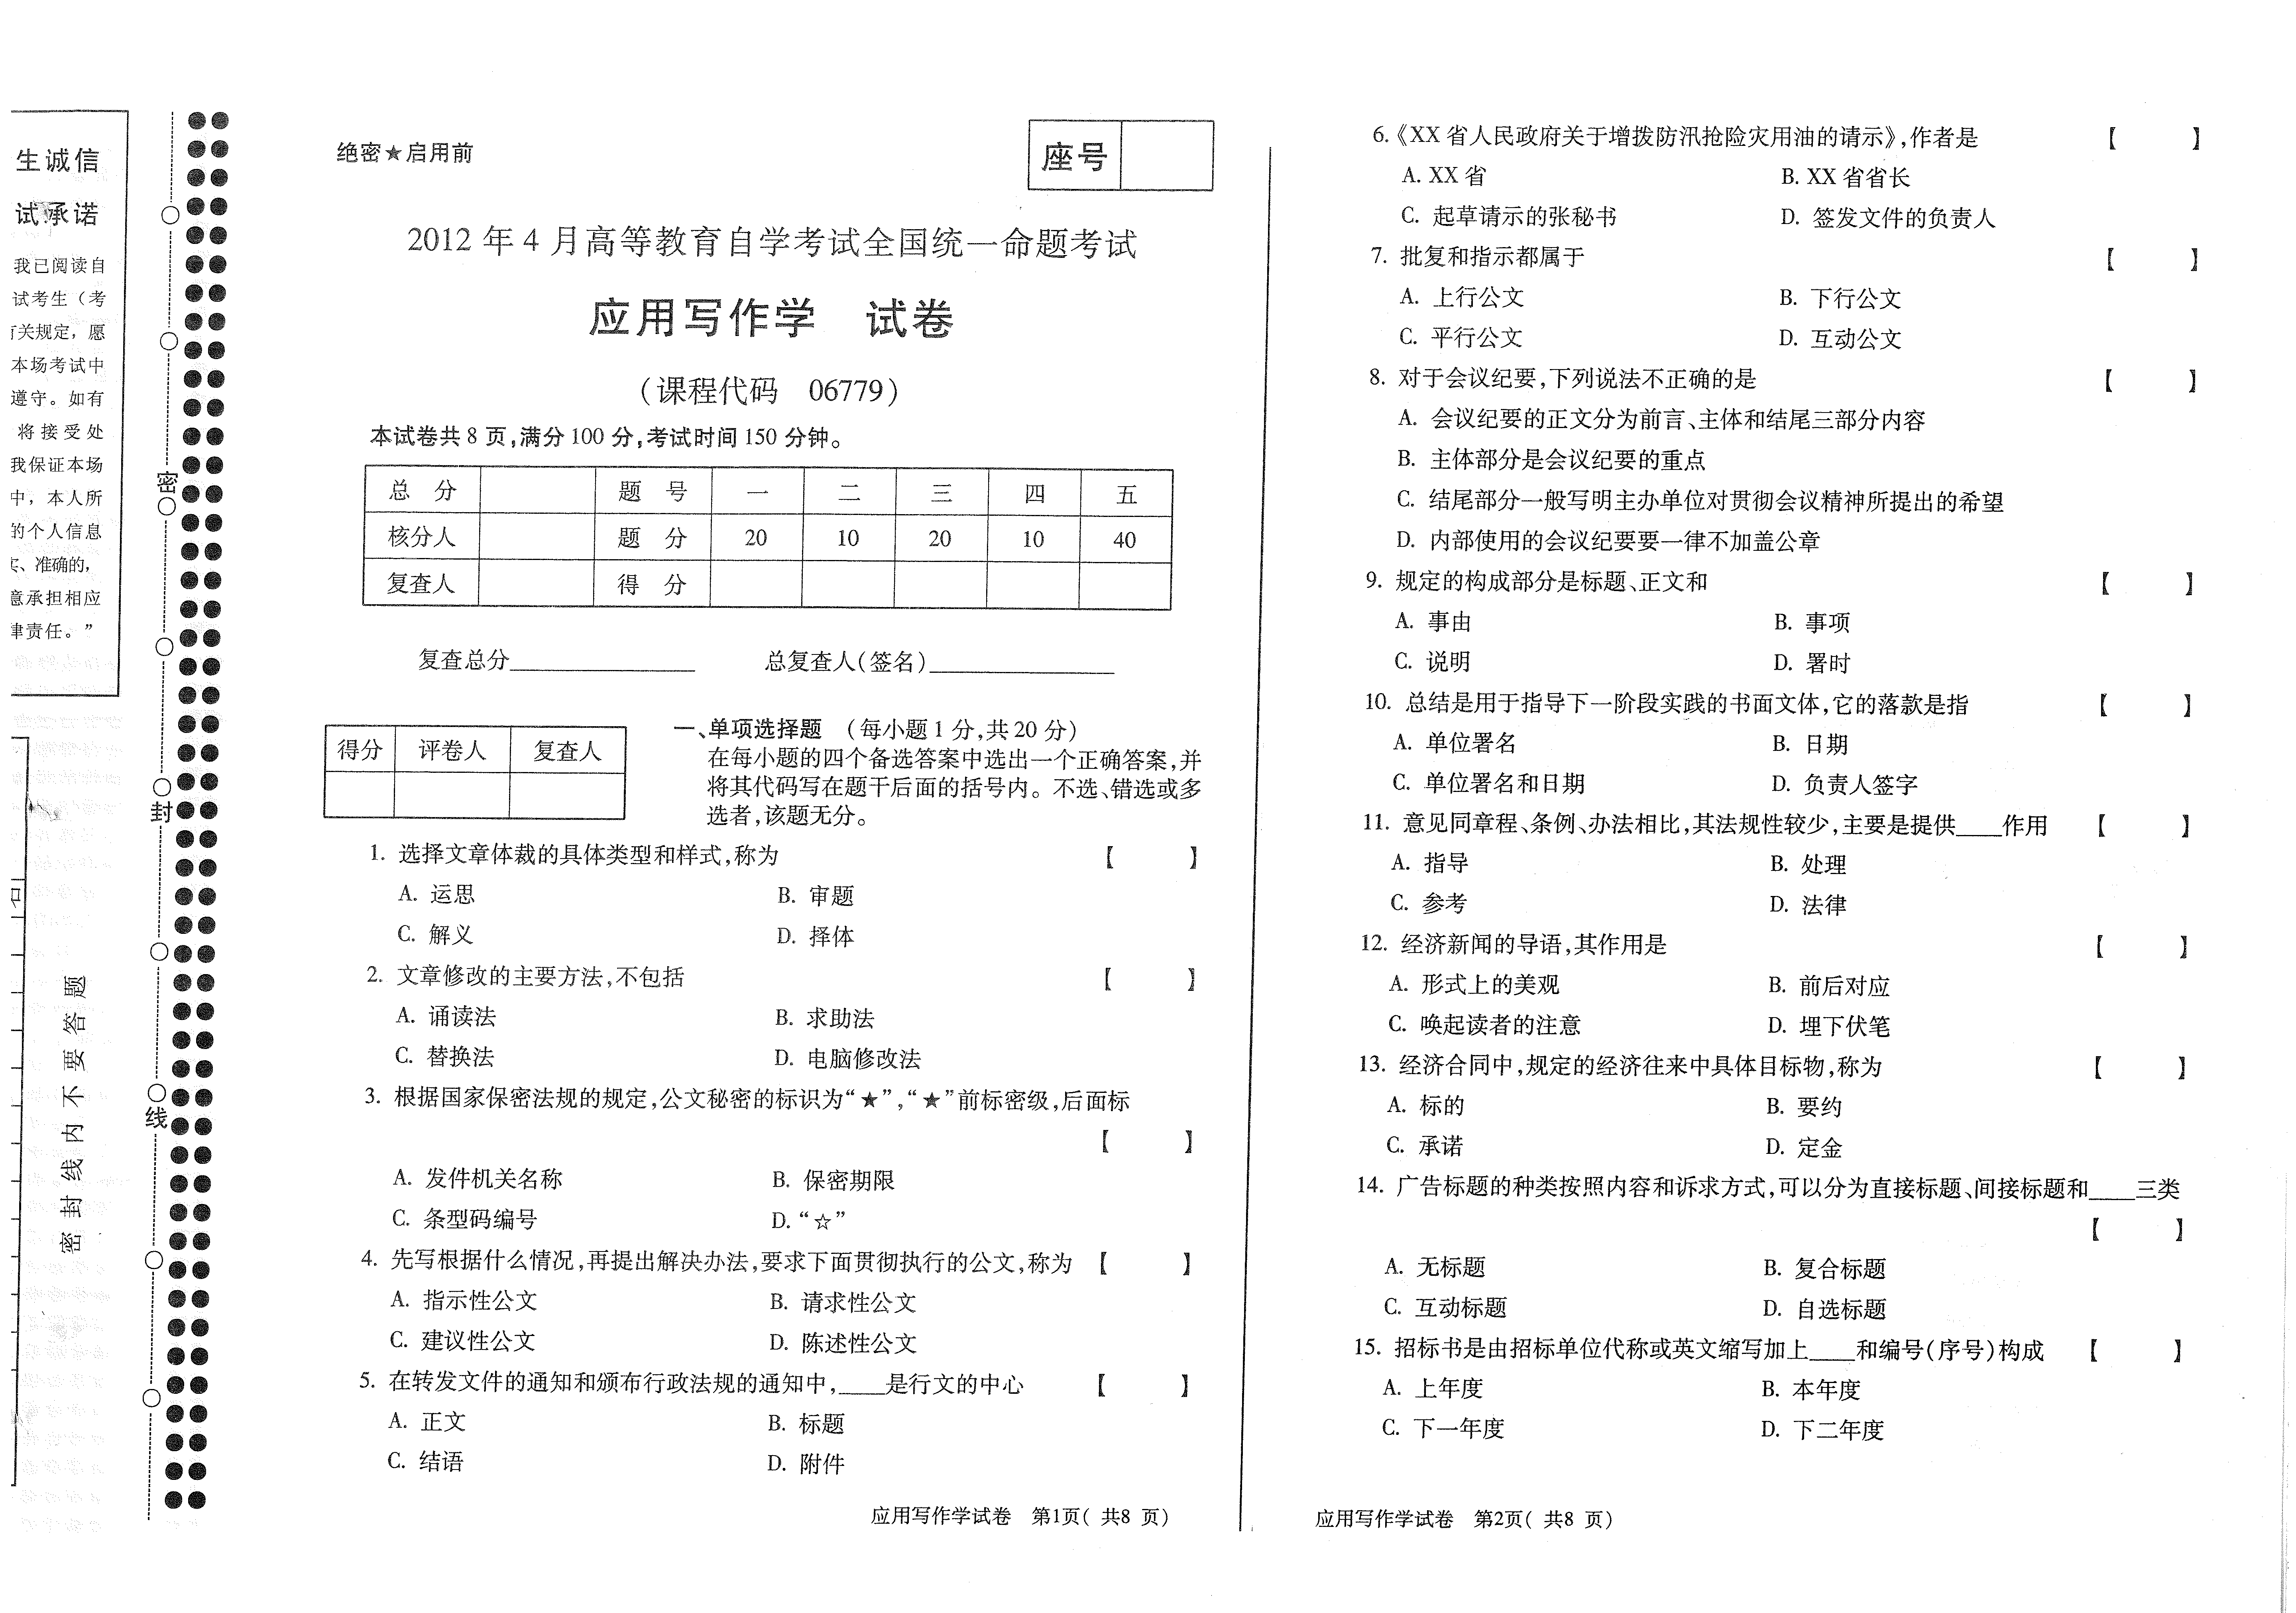 生诚信
试承诺
我已阅读自
试考生（考
有关规定，愿
本场考试中
遵守。如有
将接受处
我保证本场
中，本人所
的个人信息
实、准确的，
意承担相应
律责任。”
密
封
线
密封线内不要答题
绝密★启用前
座号
2012 年 4 月高等教育自学考试全国统一命题考试
应用写作学 试卷
（课程代码 06779）
本试卷共 8 页，满分 100 分，考试时间 150 分钟。
总 分 题 号 一 二 三 四 五
核分人 题 分 20 10 20 10 40
复查人 得 分
复查总分________ 总复查人（签名）________
得分 评卷人 复查人
一、单项选择题 （每小题 1 分，共 20 分）
在每小题的四个备选答案中选出一个正确答案，并
将其代码写在题干后面的括号内。不选、错选或多
选者，该题无分。
1. 选择文章体裁的具体类型和样式，称为 【 】
A. 运思 B. 审题
C. 解义 D. 择体
2. 文章修改的主要方法，不包括 【 】
A. 诵读法 B. 求助法
C. 替换法 D. 电脑修改法
3. 根据国家保密法规的规定，公文秘密的标识为“★”，“★”前标密级，后面标
【 】
A. 发件机关名称 B. 保密期限
C. 条型码编号 D. “☆”
4. 先写根据什么情况，再提出解决办法，要求下面贯彻执行的公文，称为 【 】
A. 指示性公文 B. 请求性公文
C. 建议性公文 D. 陈述性公文
5. 在转发文件的通知和颁布行政法规的通知中，____是行文的中心 【 】
A. 正文 B. 标题
C. 结语 D. 附件
应用写作学试卷 第1页( 共8 页)
6. 《XX 省人民政府关于增拨防汛抢险灾用油的请示》，作者是 【 】
A. XX 省 B. XX 省省长
C. 起草请示的张秘书 D. 签发文件的负责人
7. 批复和指示都属于 【 】
A. 上行公文 B. 下行公文
C. 平行公文 D. 互动公文
8. 对于会议纪要，下列说法不正确的是 【 】
A. 会议纪要的正文分为前言、主体和结尾三部分内容
B. 主体部分是会议纪要的重点
C. 结尾部分一般写明主办单位对贯彻会议精神所提出的希望
D. 内部使用的会议纪要要一律不加盖公章
9. 规定的构成部分是标题、正文和 【 】
A. 事由 B. 事项
C. 说明 D. 署时
10. 总结是用于指导下一阶段实践的书面文体，它的落款是指 【 】
A. 单位署名 B. 日期
C. 单位署名和日期 D. 负责人签字
11. 意见同章程、条例、办法相比，其法规性较少，主要是提供____作用 【 】
A. 指导 B. 处理
C. 参考 D. 法律
12. 经济新闻的导语，其作用是 【 】
A. 形式上的美观 B. 前后对应
C. 唤起读者的注意 D. 埋下伏笔
13. 经济合同中，规定的经济往来中具体目标物，称为 【 】
A. 标的 B. 要约
C. 承诺 D. 定金
14. 广告标题的种类按照内容和诉求方式，可以分为直接标题、间接标题和____三类
【 】
A. 无标题 B. 复合标题
C. 互动标题 D. 自选标题
15. 招标书是由招标单位代称或英文缩写加上____和编号（序号）构成 【 】
A. 上年度 B. 本年度
C. 下一年度 D. 下二年度
应用写作学试卷 第2页( 共8 页)